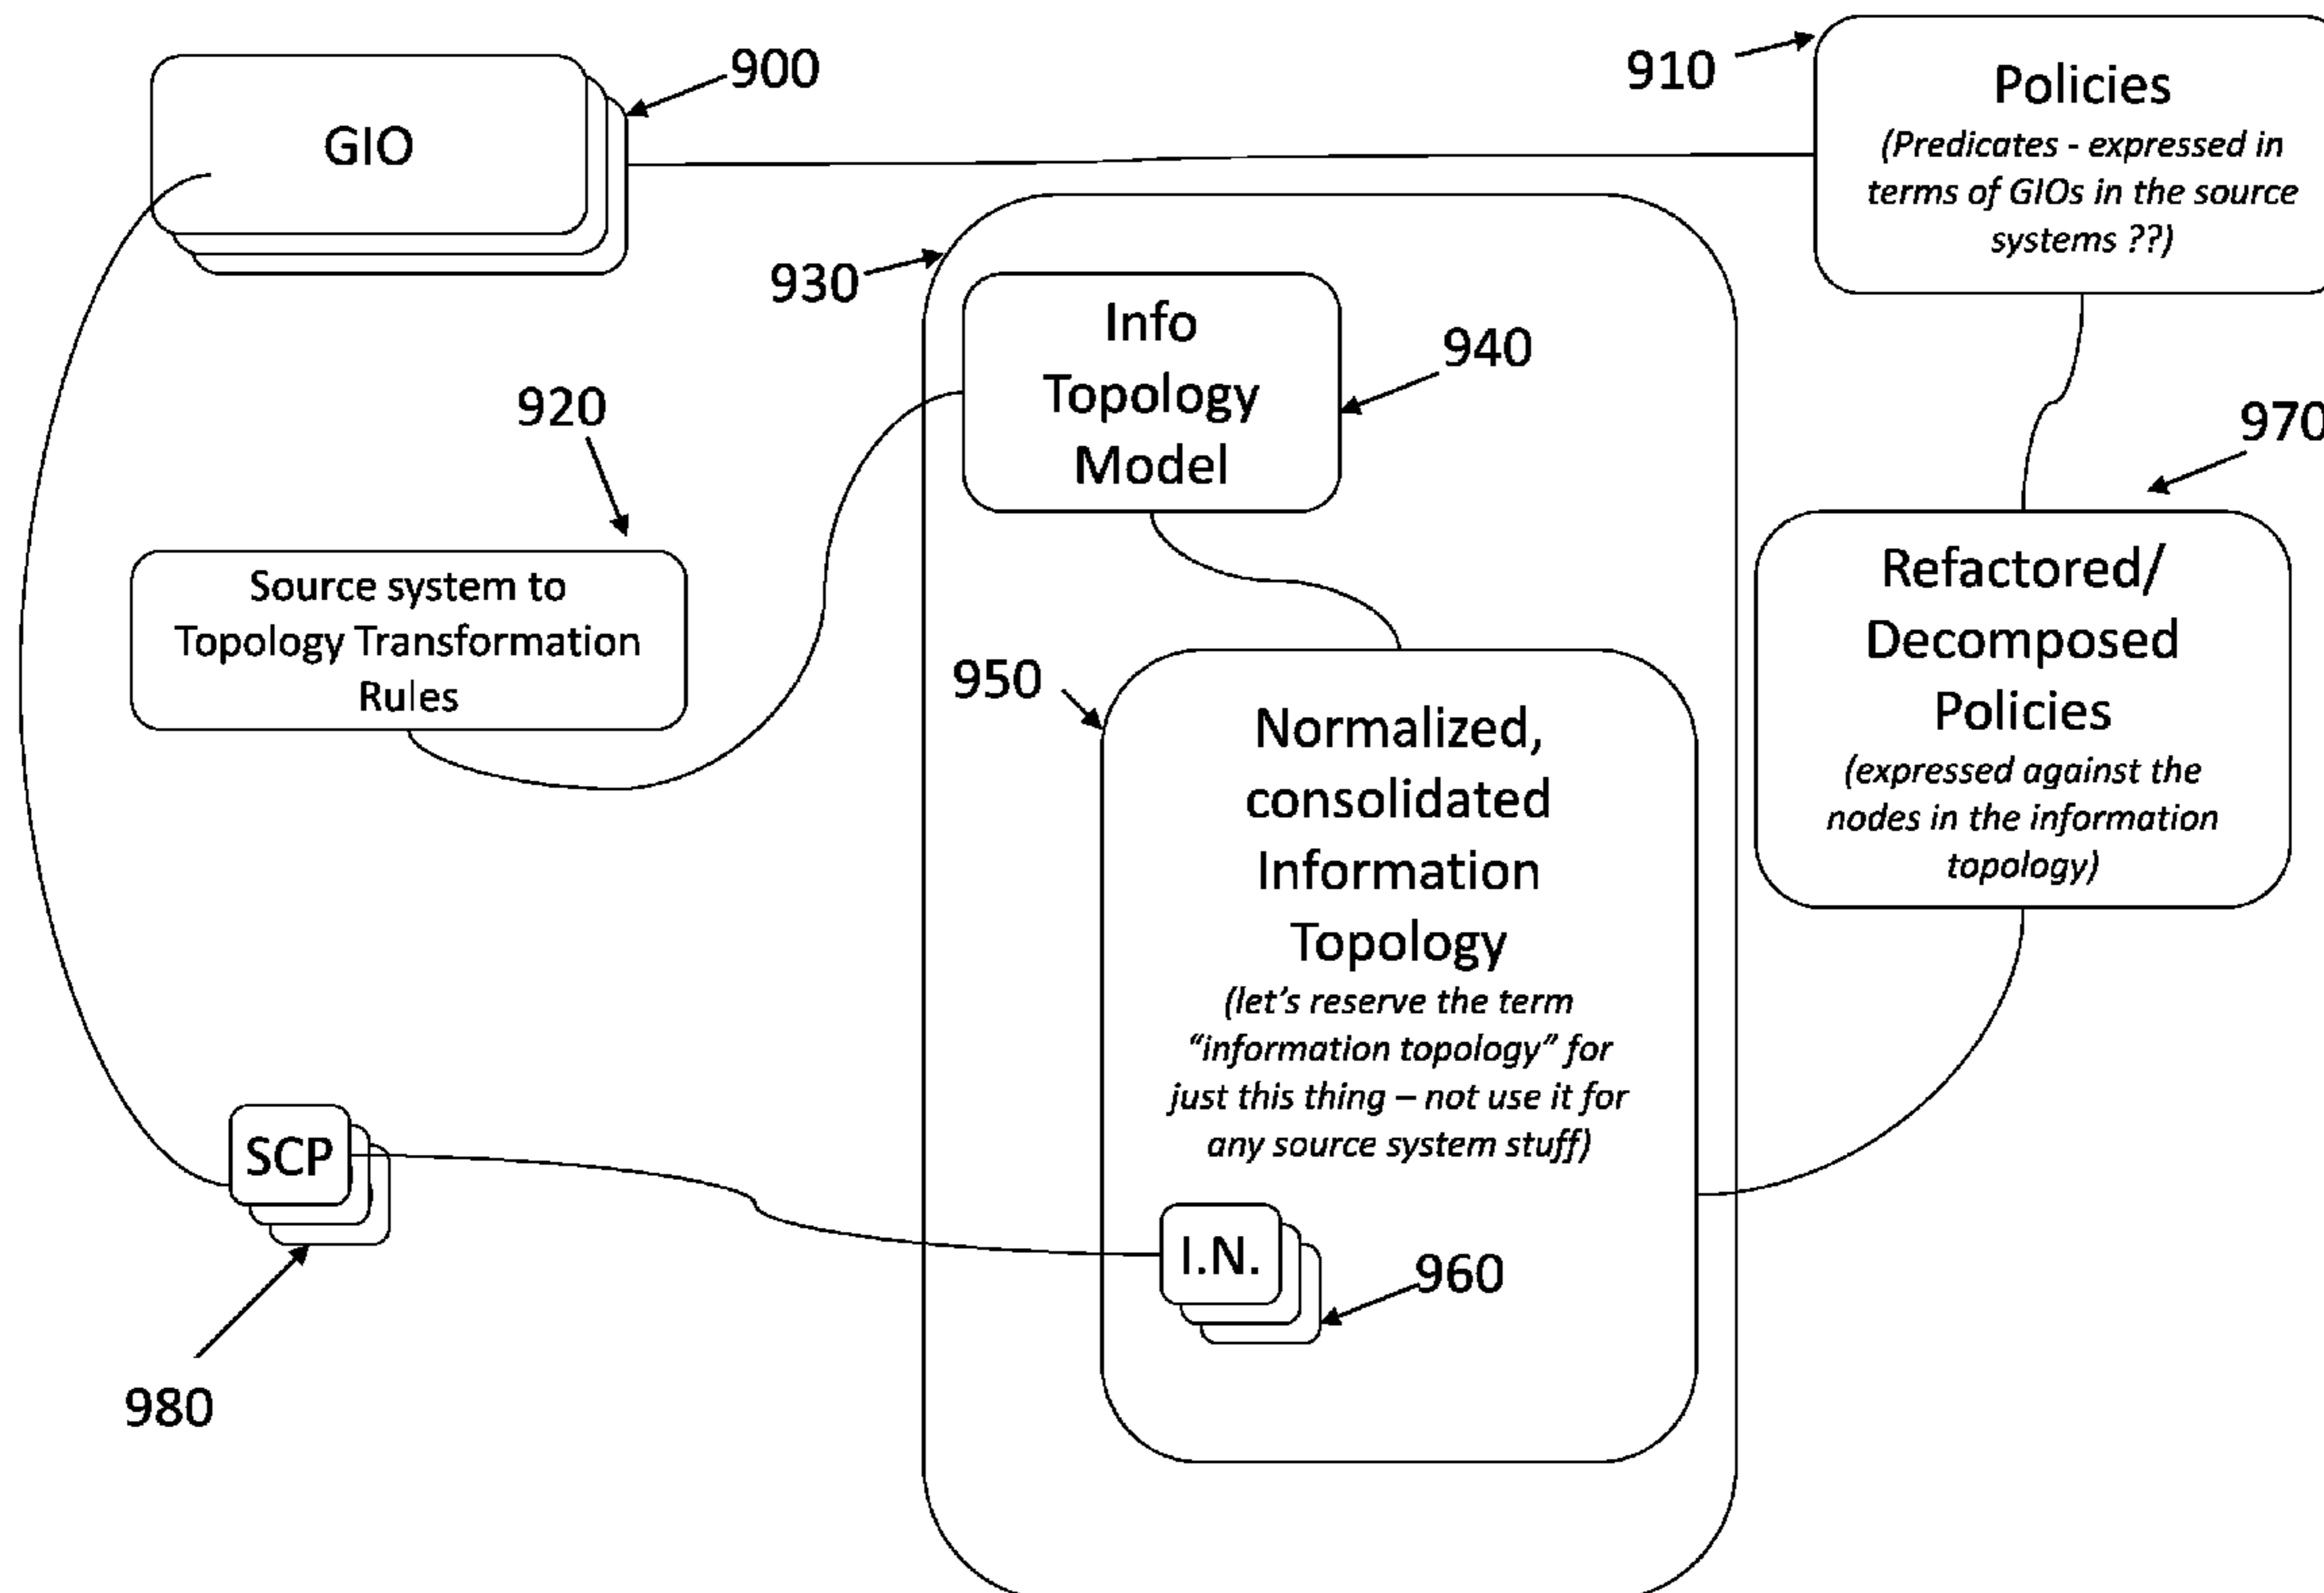 900
GIO
910
Policies
(Predicates - expressed in
terms of GIOs in the source
systems ??)
930
Info
Topology
Model
940
920
Source system to
Topology Transformation
Rules
970
Refactored/
Decomposed
Policies
(expressed against the
nodes in the information
topology)
950
Normalized,
consolidated
Information
Topology
(let’s reserve the term
“information topology” for
just this thing – not use it for
any source system stuff)
SCP
I.N.
960
980